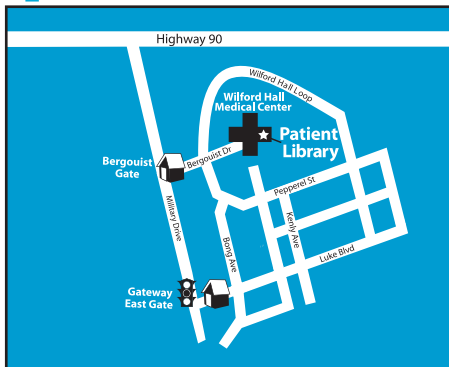 Highway 90
Wilford Hall Loop
Wilford Hall
Medical Center
Patient
Library
Bergouist Dr
Bergouist
Gate
Pepperel St
Military Drive
Kenly Ave
Bong Ave
Luke Blvd
Gateway
East Gate